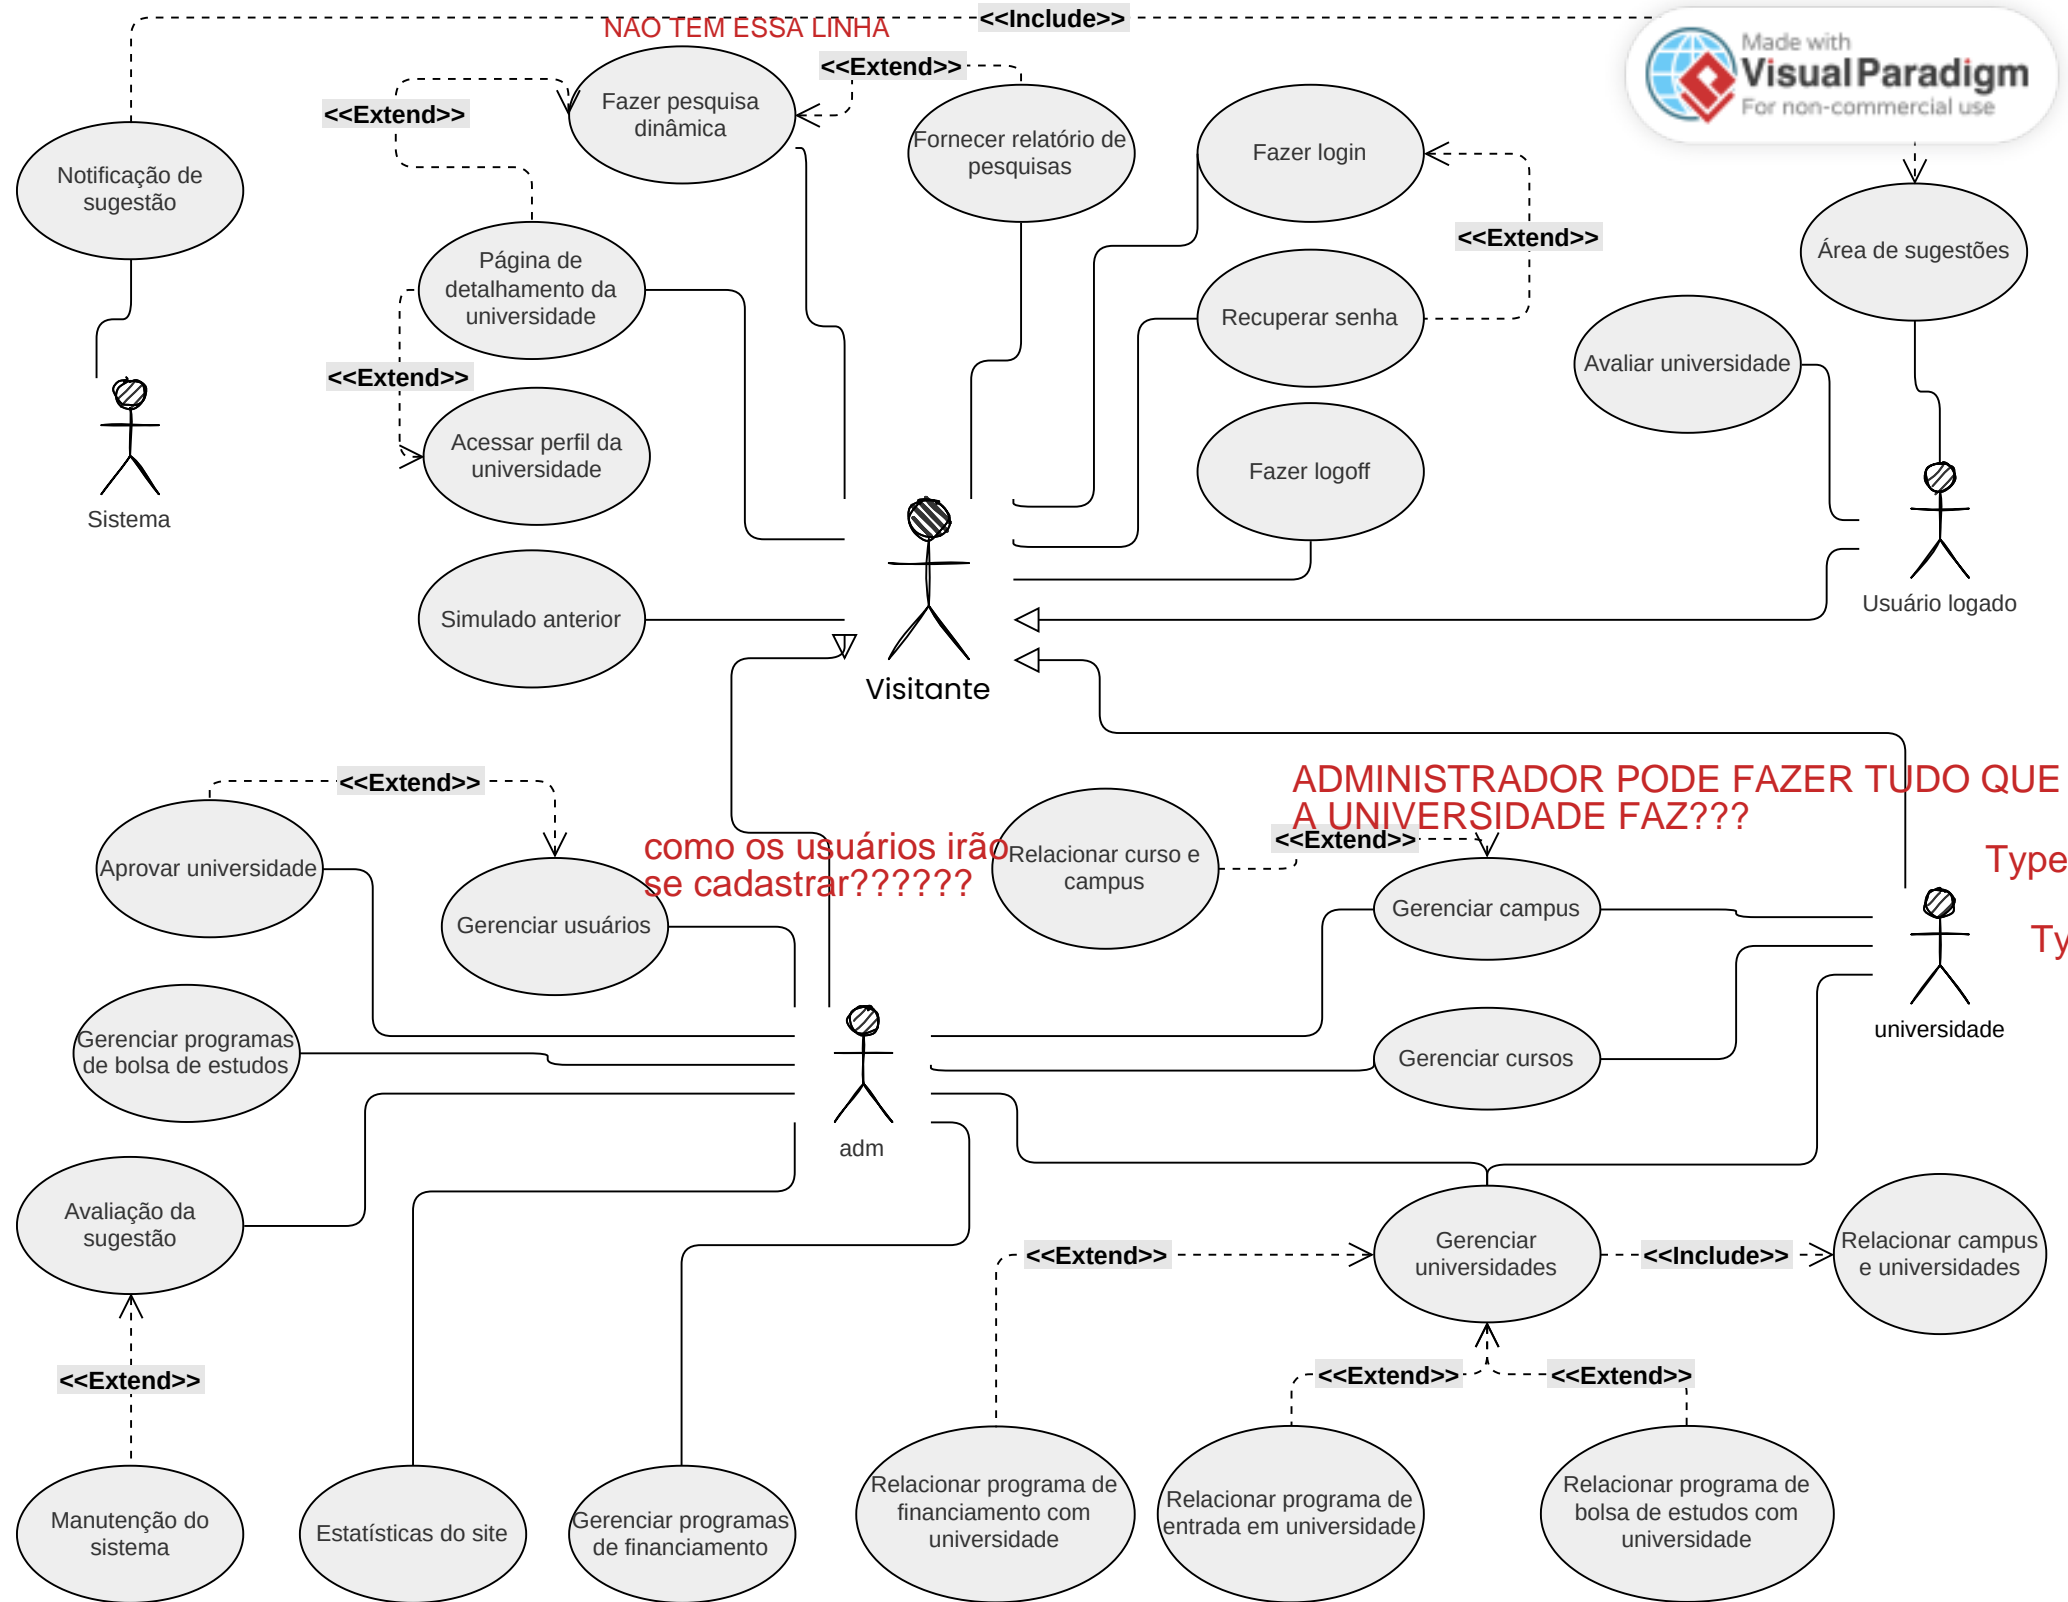 <<Include>>
NAO TEM ESSA LINHA
Made with
Visual Paradigm
For non-commercial use
<<Extend>>
<<Extend>>
Fazer pesquisa
dinâmica
Fornecer relatório de
pesquisas
Fazer login
Notificação de
sugestão
<<Extend>>
Área de sugestões
Página de
detalhamento da
universidade
Recuperar senha
Avaliar universidade
<<Extend>>
Acessar perfil da
universidade
Fazer logoff
Sistema
Usuário logado
Simulado anterior
Visitante
<<Extend>>
ADMINISTRADOR PODE FAZER TUDO QUE
A UNIVERSIDADE FAZ???
<<Extend>>
como os usuários irão
se cadastrar??????
Relacionar curso e
campus
Type
Aprovar universidade
Gerenciar usuários
Gerenciar campus
Ty
universidade
Gerenciar programas
de bolsa de estudos
Gerenciar cursos
adm
Avaliação da
sugestão
<<Extend>>
Gerenciar
universidades
<<Include>>
Relacionar campus
e universidades
<<Extend>>
<<Extend>>
<<Extend>>
Manutenção do
sistema
Estatísticas do site
Gerenciar programas
de financiamento
Relacionar programa de
financiamento com
universidade
Relacionar programa de
entrada em universidade
Relacionar programa de
bolsa de estudos com
universidade